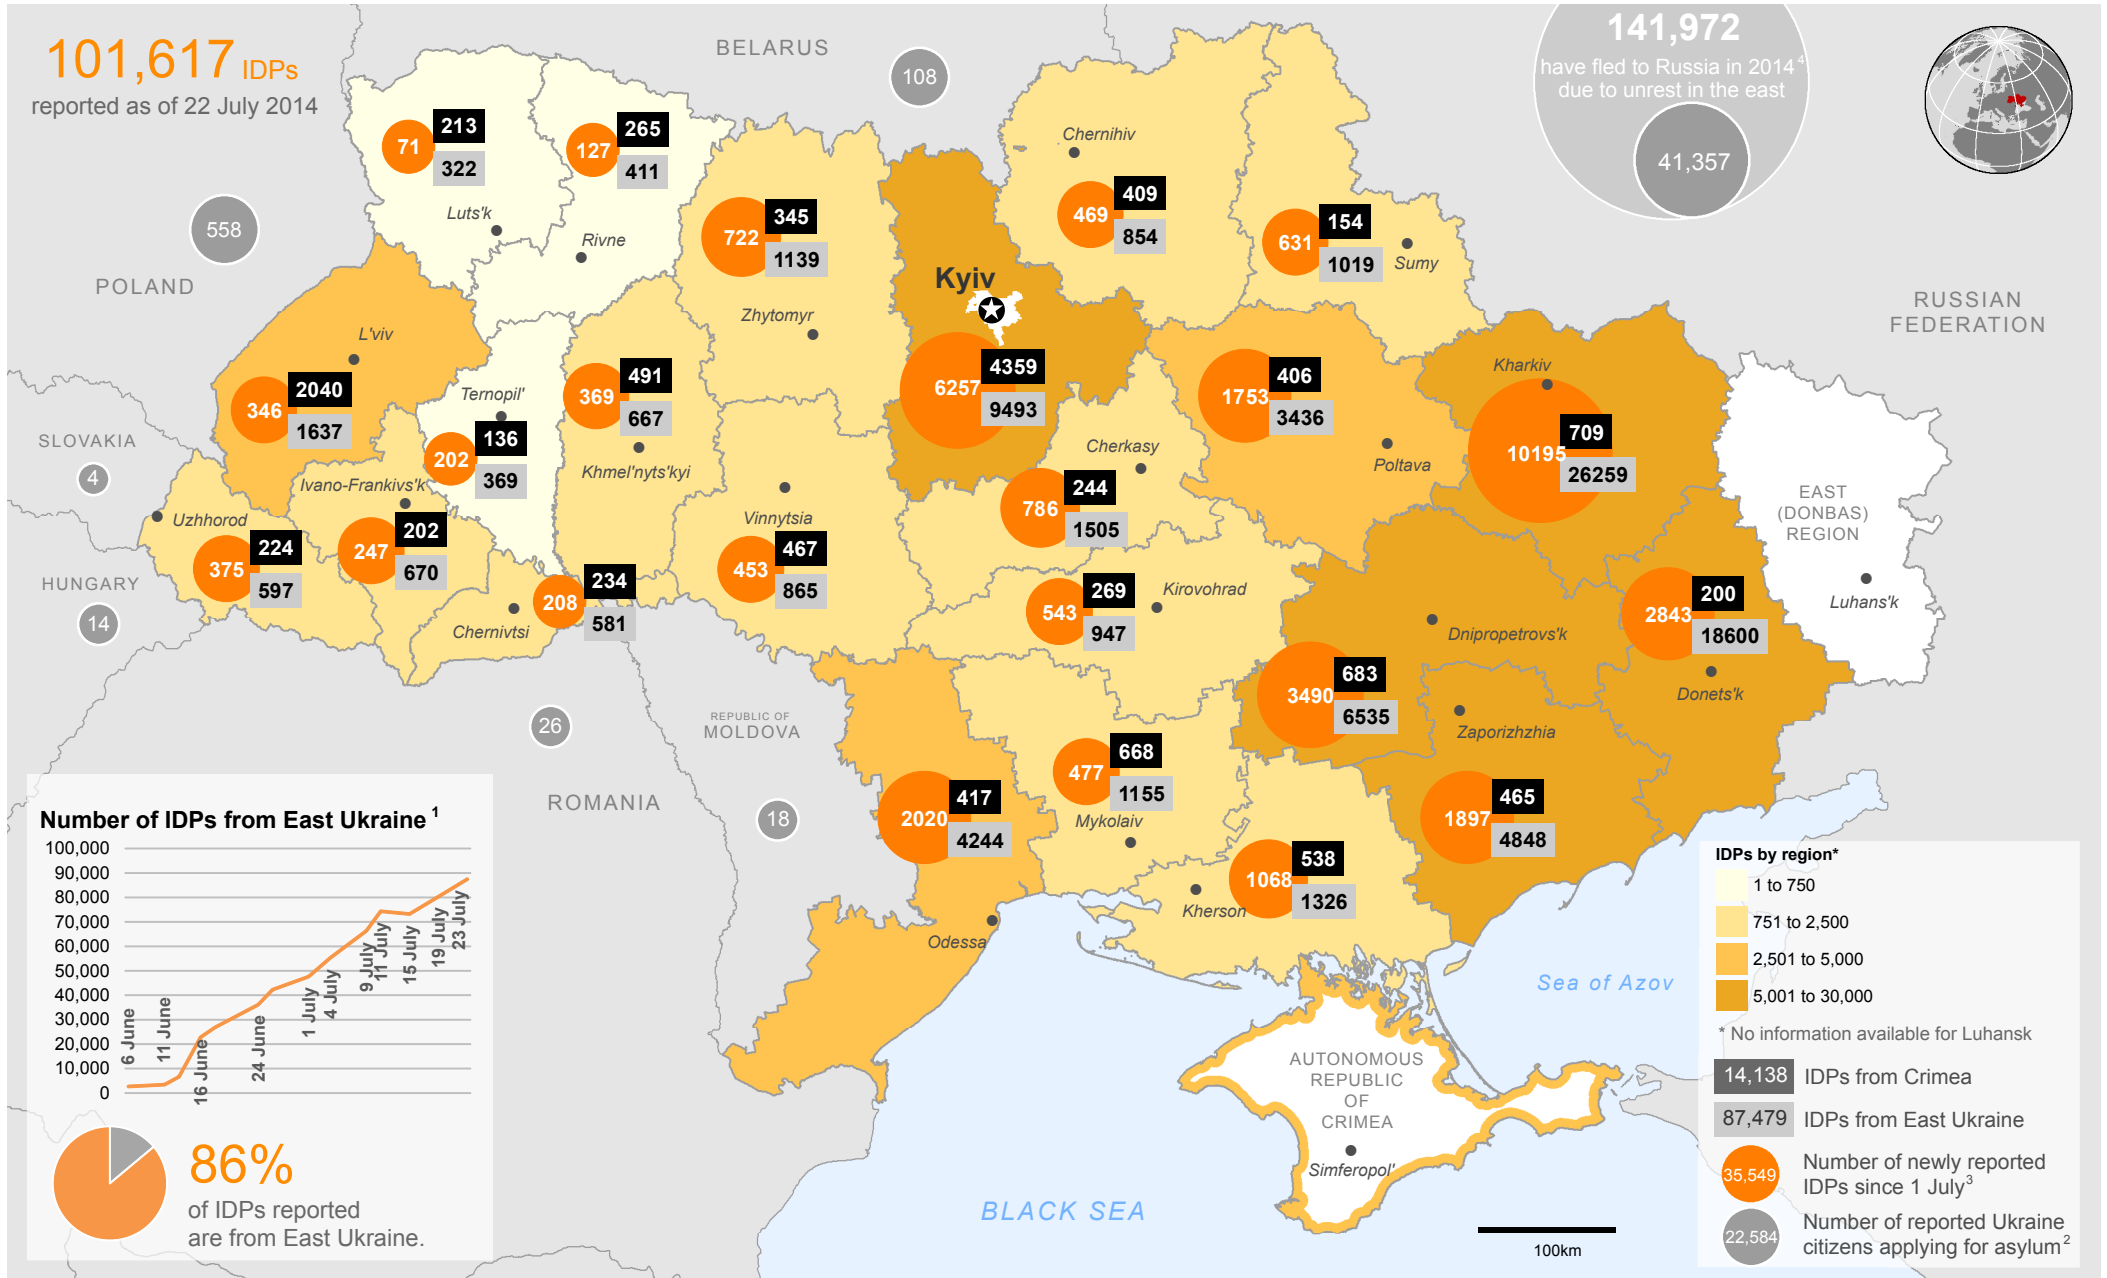 101,617 IDPs
reported as of 22 July 2014
BELARUS
108
141,972
have fled to Russia in 2014 4
due to unrest in the east
41,357
RUSSIAN
FEDERATION
POLAND
558
SLOVAKIA
4
HUNGARY
14
ROMANIA
26
REPUBLIC OF
MOLDOVA
18
71
213
322
Luts'k
127
265
411
Rivne
722
345
1139
Zhytomyr
Kyiv
6257
4359
9493
Chernihiv
469
409
854
631
154
1019
Sumy
L'viv
346
2040
1637
Ternopil'
202
136
369
369
491
667
Khmel'nyts'kyi
1753
406
3436
Poltava
Kharkiv
10195
709
26259
Cherkasy
786
244
1505
Uzhhorod
375
224
597
Ivano-Frankivs'k
247
202
670
208
234
581
Chernivtsi
Vinnytsia
453
467
865
543
269
947
Kirovohrad
Dnipropetrovs'k
3490
683
6535
2843
200
18600
Donets'k
EAST
(DONBAS)
REGION
Luhans'k
Zaporizhzhia
1897
465
4848
2020
417
4244
Odessa
477
668
1155
Mykolaiv
1068
538
1326
Kherson
AUTONOMOUS
REPUBLIC
OF
CRIMEA
Simferopol'
Sea of Azov
BLACK SEA
100km
Number of IDPs from East Ukraine 1
100,000
90,000
80,000
70,000
60,000
50,000
40,000
30,000
20,000
10,000
0
6 June
11 June
16 June
24 June
1 July
4 July
9 July
11 July
15 July
19 July
23 July
86%
of IDPs reported
are from East Ukraine.
IDPs by region*
1 to 750
751 to 2,500
2,501 to 5,000
5,001 to 30,000
* No information available for Luhansk
14,138 IDPs from Crimea
87,479 IDPs from East Ukraine
35,549 Number of newly reported
IDPs since 1 July 3
22,584 Number of reported Ukraine
citizens applying for asylum 2